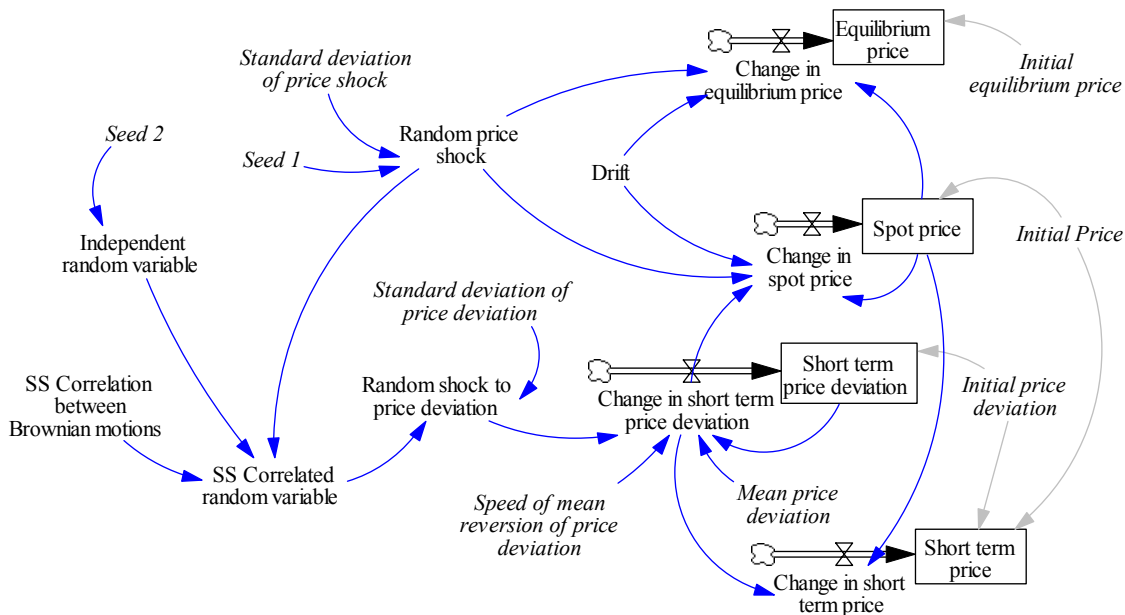 Equilibrium
price
Standard deviation
of price shock
Change in
equilibrium price
Initial
equilibrium price
Seed 2
Seed 1
Random price
shock
Drift
Independent
random variable
Spot price
Initial Price
Change in
spot price
Standard deviation of
price deviation
SS Correlation
between
Brownian motions
Random shock to
price deviation
Change in short term
price deviation
Short term
price deviation
Initial price
deviation
SS Correlated
random variable
Speed of mean
reversion of price
deviation
Mean price
deviation
Change in short
term price
Short term
price